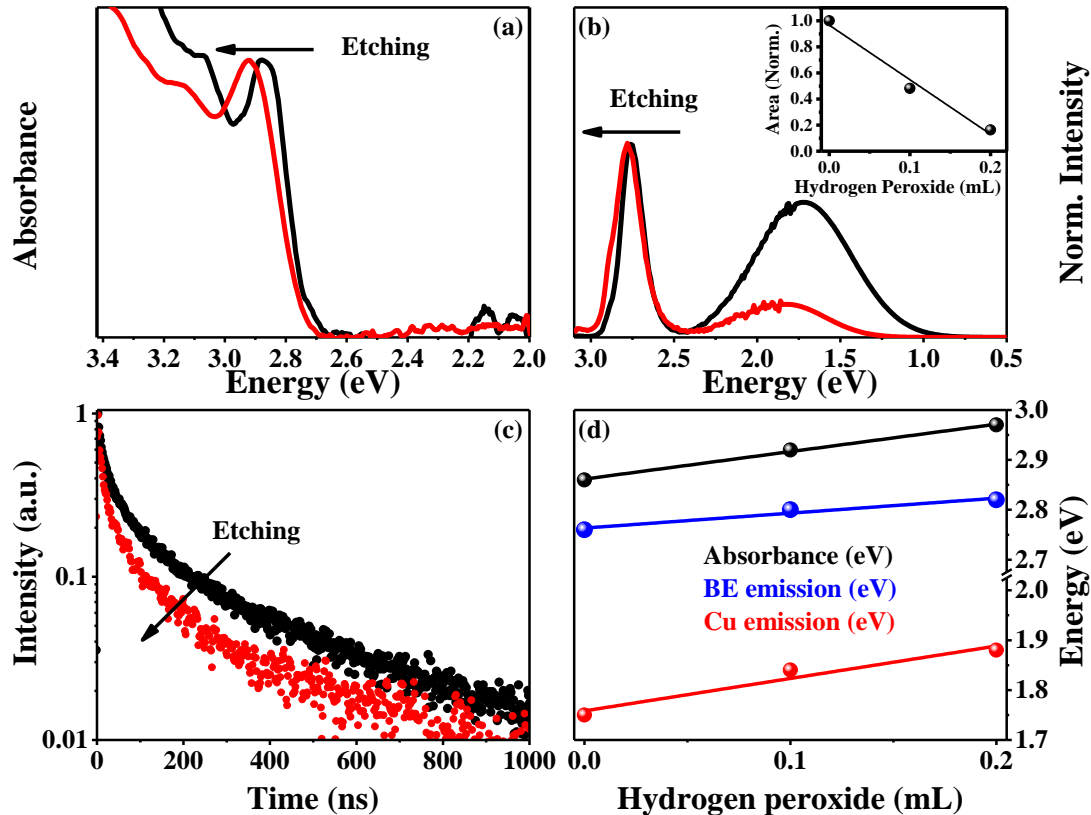 (a)
Etching
Absorbance
3.4 3.2 3.0 2.8 2.6 2.4 2.2 2.0
Energy (eV)
(b)
Etching
Norm. Intensity
3.0 2.5 2.0 1.5 1.0 0.5
Energy (eV)
Area (Norm.)
1.0
0.8
0.6
0.4
0.2
0.0
0 0.1 0.2
Hydrogen Peroxide (mL)
(c)
Etching
Intensity (a.u.)
1
0.1
0.01
0 200 400 600 800 1000
Time (ns)
(d)
Absorbance (eV)
BE emission (eV)
Cu emission (eV)
Energy (eV)
3.0
2.9
2.8
2.7
2.0
1.9
1.8
1.7
0.0 0.1 0.2
Hydrogen peroxide (mL)